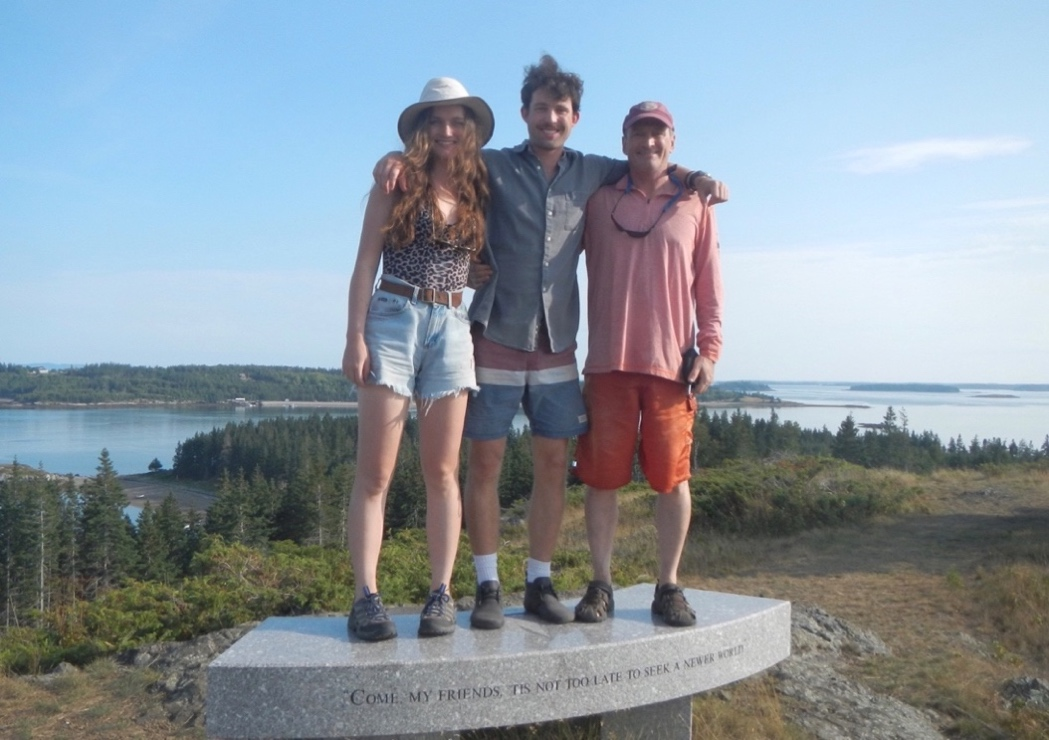 "COME, MY FRIENDS, 'TIS NOT TOO LATE TO SEEK A NEWER WORLD"